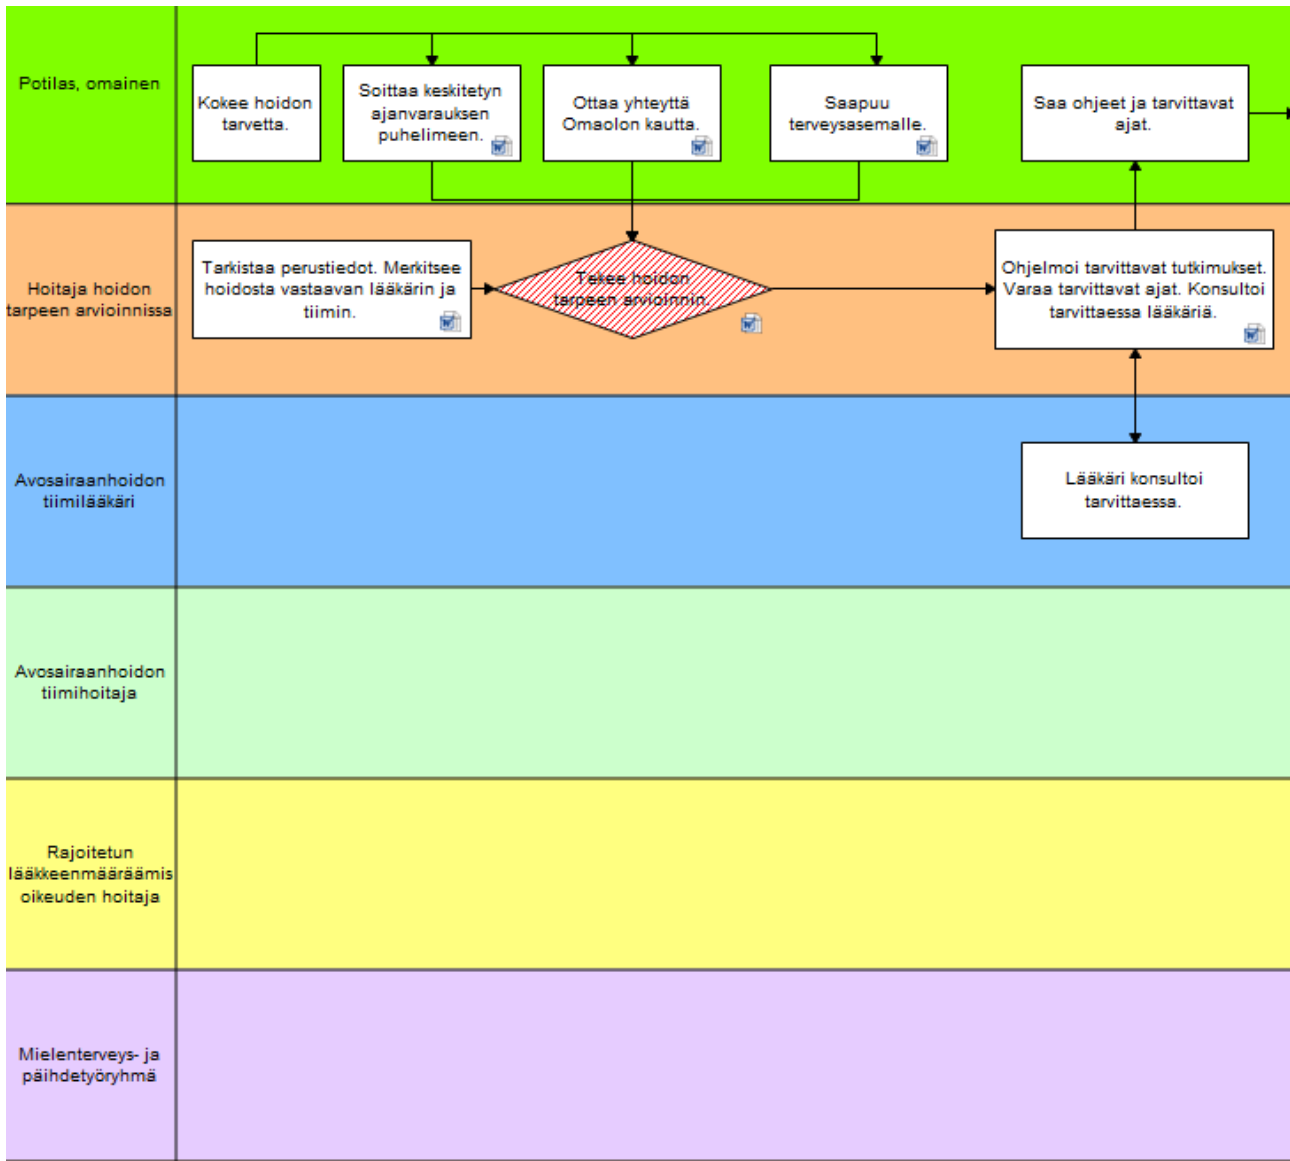 Potilas, omainen
Kokee hoidon
tarvetta.
Soittaa keskitetyn
ajanvarauksen
puhelimeen.
Ottaa yhteyttä
Omaolon kautta.
Saapuu
terveysasemalle.
Saa ohjeet ja tarvittavat
ajat.
Hoitaja hoidon
tarpeen arvioinnissa
Tarkistaa perustiedot. Merkitsee
hoidosta vastaavan lääkärin ja
tiimin.
Tekee hoidon
tarpeen arvioinnin.
Ohjelmoi tarvittavat tutkimukset.
Varaa tarvittavat ajat. Konsultoi
tarvittaessa lääkäriä.
Avosairaanhoidon
tiimilääkäri
Lääkäri konsultoi
tarvittaessa.
Avosairaanhoidon
tiimihoitaja
Rajoitetun
lääkkeenmääräämis
oikeuden hoitaja
Mielenterveys- ja
päihdetyöryhmä